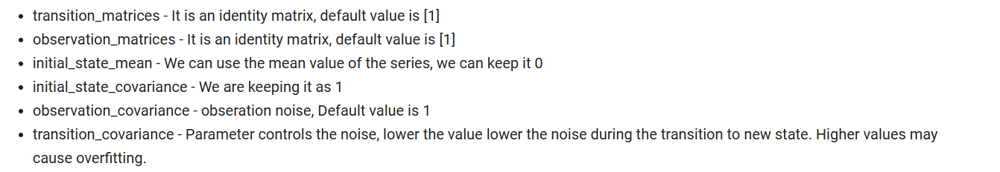 • transition_matrices - It is an identity matrix, default value is [1]
• observation_matrices - It is an identity matrix, default value is [1]
• initial_state_mean - We can use the mean value of the series, we can keep it 0
• initial_state_covariance - We are keeping it as 1
• observation_covariance - obseration noise, Default value is 1
• transition_covariance - Parameter controls the noise, lower the value lower the noise during the transition to new state. Higher values may
cause overfitting.